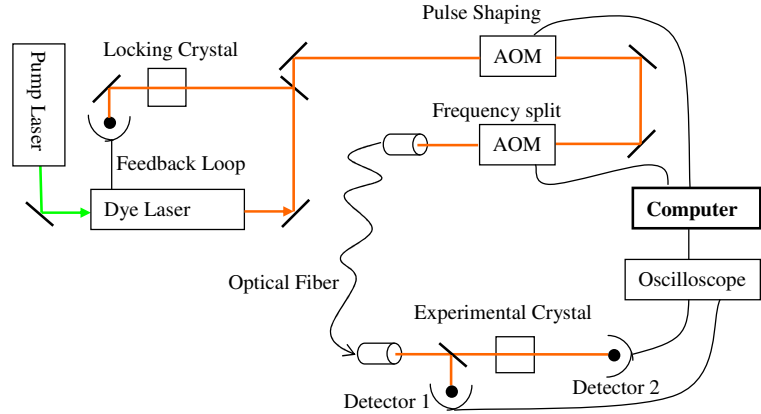 Pulse Shaping
Locking Crystal
AOM
Pump Laser
Frequency split
AOM
Feedback Loop
Dye Laser
Computer
Optical Fiber
Oscilloscope
Experimental Crystal
Detector 1
Detector 2